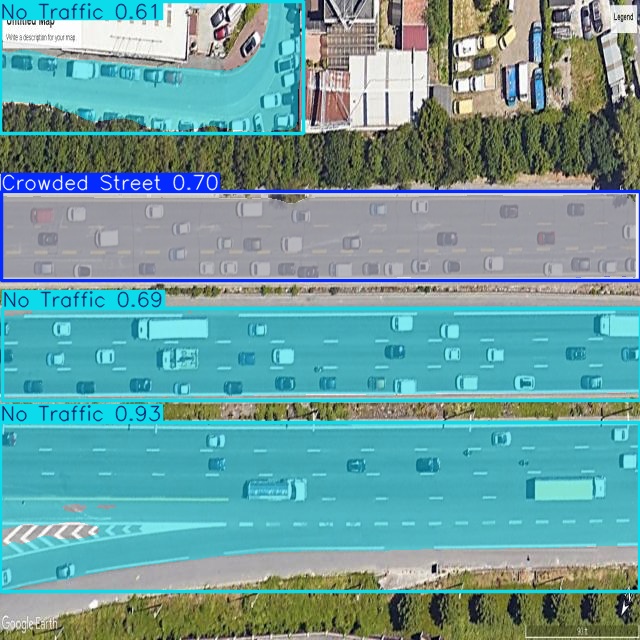 No Traffic 0.61
Untitled Map
Write a description for your map.
Legend
Crowded Street 0.70
No Traffic 0.69
No Traffic 0.93
Google Earth